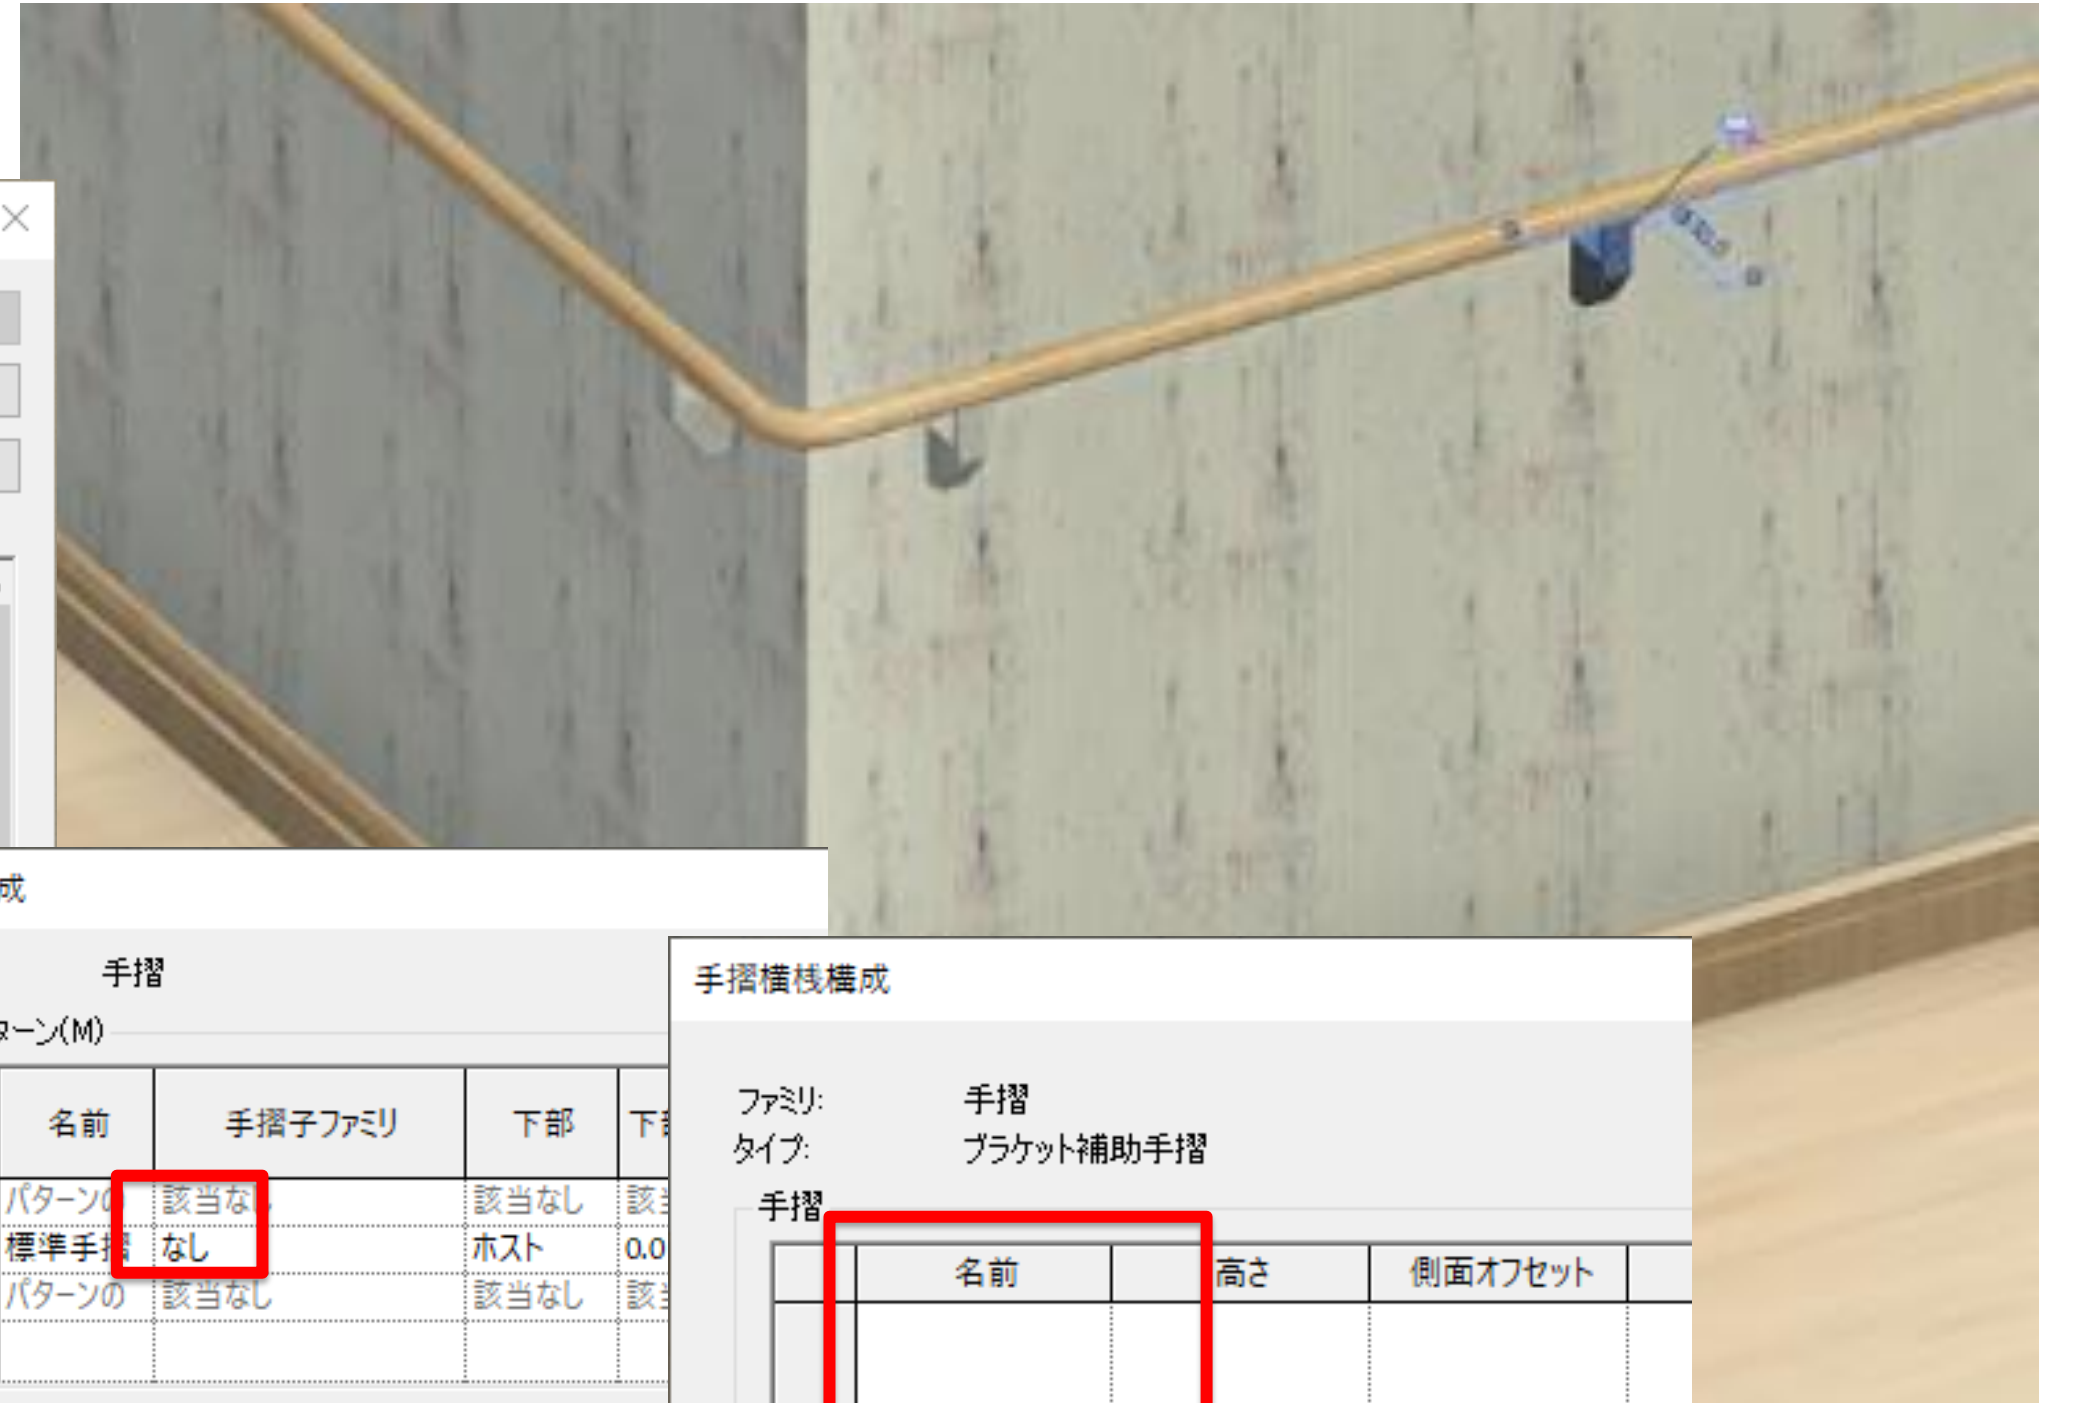 成
手摺
ターン(M)
名前 手摺子ファミリ 下部
パターンの 該当なし 該当なし
標準手摺 なし ホスト 0.0
パターンの 該当なし 該当なし
手摺横桟構成
ファミリ: 手摺
タイプ: ブラケット補助手摺
手摺
名前 高さ 側面オフセット